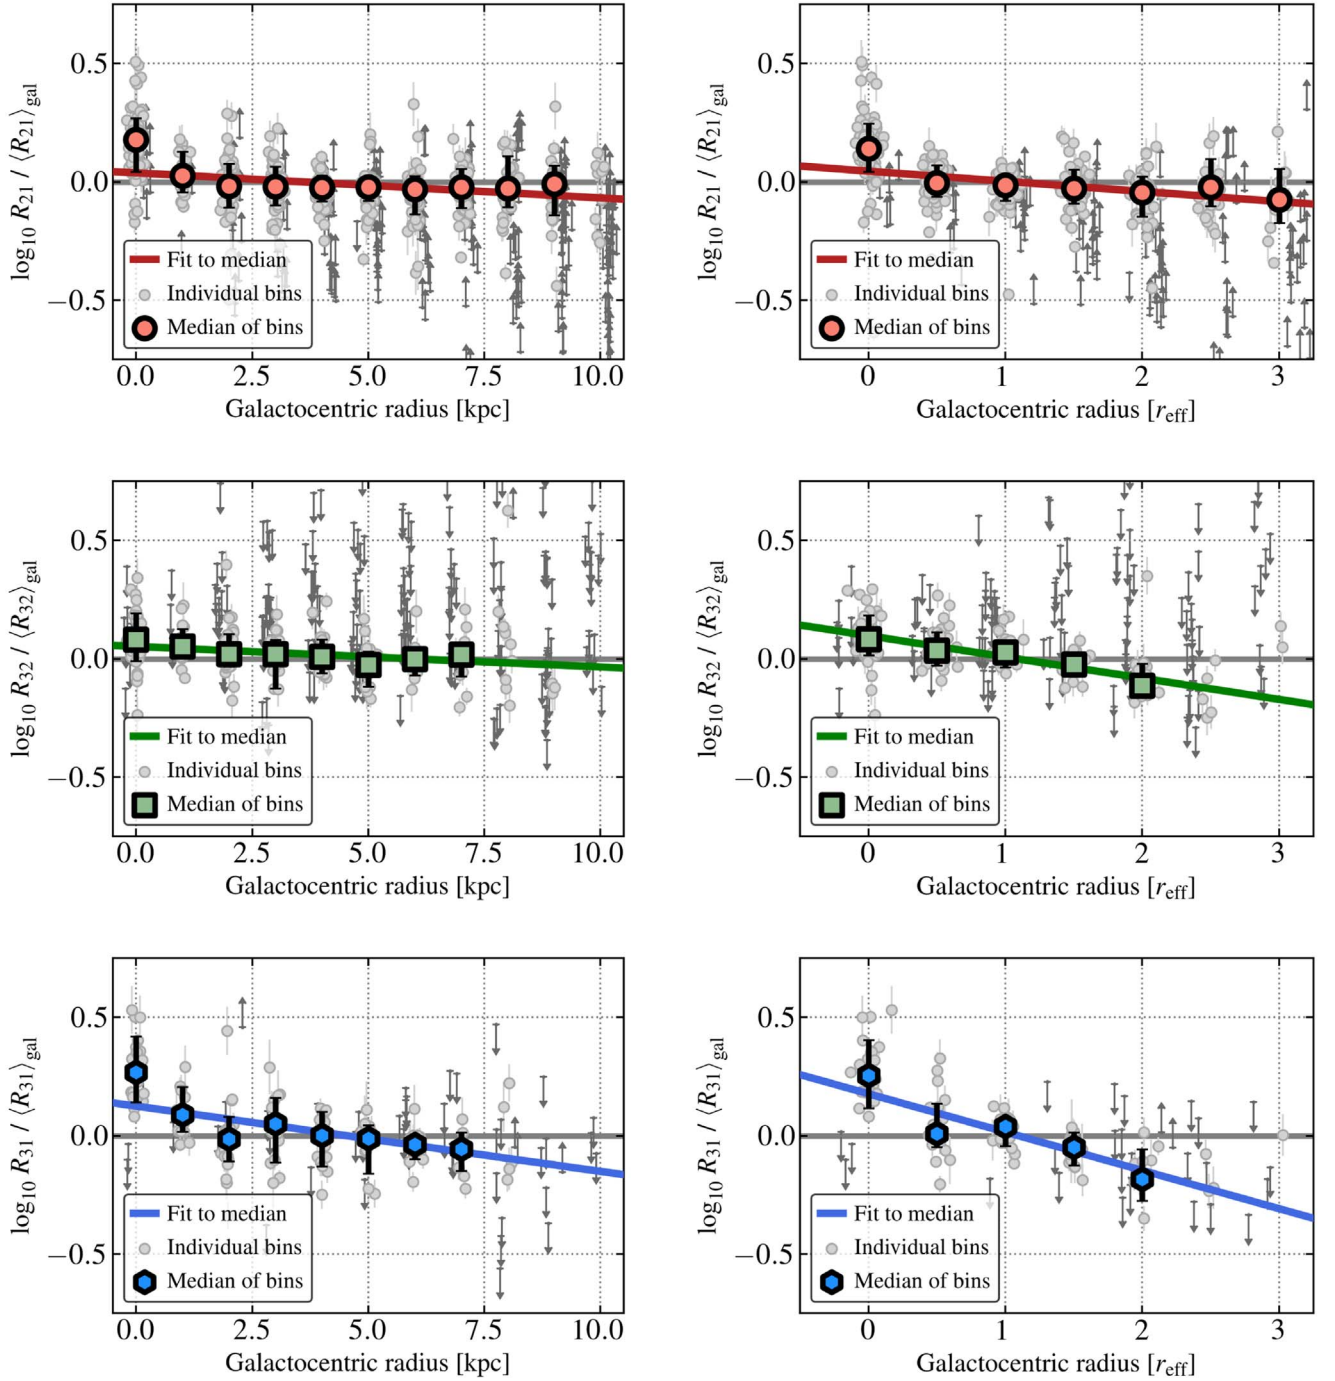 0.5
0.0
−0.5
log₁₀ R₂₁ / ⟨R₂₁⟩gal
Fit to median
Individual bins
Median of bins
0.0 2.5 5.0 7.5 10.0
Galactocentric radius [kpc]
0.5
0.0
−0.5
log₁₀ R₂₁ / ⟨R₂₁⟩gal
Fit to median
Individual bins
Median of bins
0 1 2 3
Galactocentric radius [reff]
0.5
0.0
−0.5
log₁₀ R₃₂ / ⟨R₃₂⟩gal
Fit to median
Individual bins
Median of bins
0.0 2.5 5.0 7.5 10.0
Galactocentric radius [kpc]
0.5
0.0
−0.5
log₁₀ R₃₂ / ⟨R₃₂⟩gal
Fit to median
Individual bins
Median of bins
0 1 2 3
Galactocentric radius [reff]
0.5
0.0
−0.5
log₁₀ R₃₁ / ⟨R₃₁⟩gal
Fit to median
Individual bins
Median of bins
0.0 2.5 5.0 7.5 10.0
Galactocentric radius [kpc]
0.5
0.0
−0.5
log₁₀ R₃₁ / ⟨R₃₁⟩gal
Fit to median
Individual bins
Median of bins
0 1 2 3
Galactocentric radius [reff]